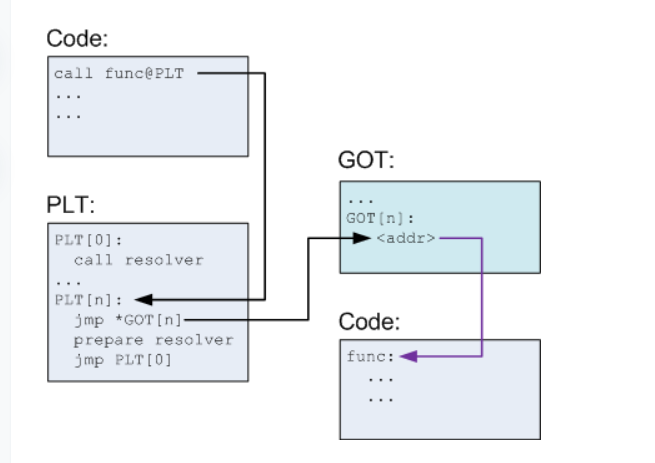 Code:
call func@PLT
...
...
PLT:
PLT[0]:
call resolver
...
PLT[n]:
jmp *GOT[n]
prepare resolver
jmp PLT[0]
GOT:
...
GOT[n]:
<addr>
Code:
func:
...
...